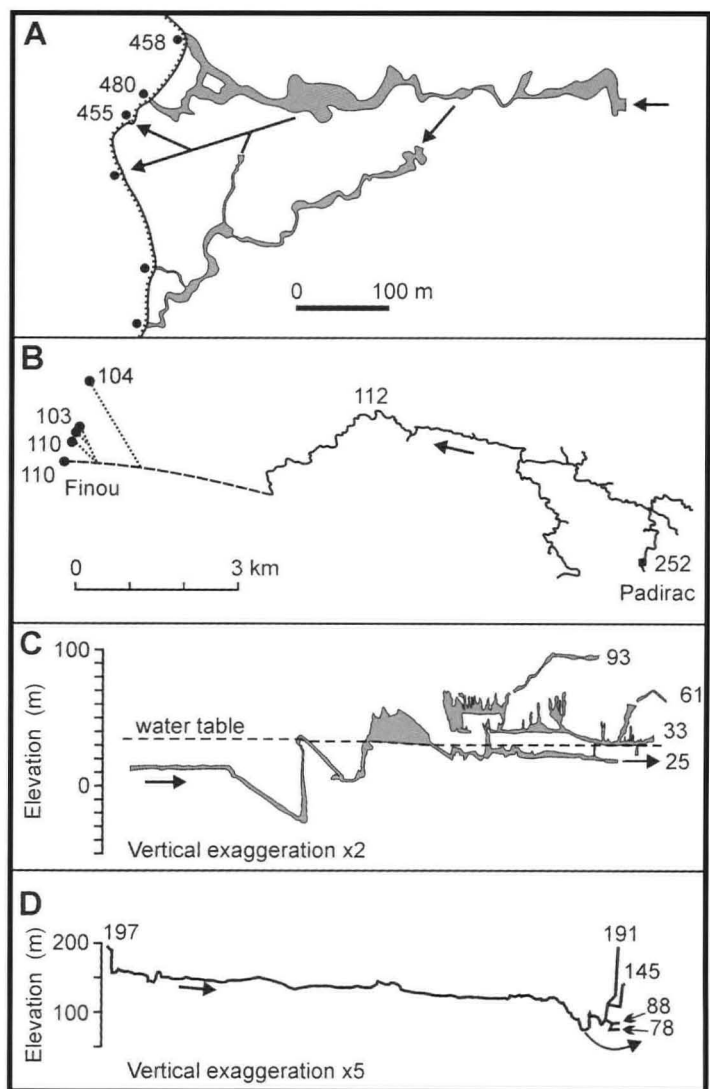 A
458
480
455
0 100 m
B
104
103
110
110
Finou
112
252
Padirac
0 3 km
C
100
Elevation (m)
0
water table
93
61
33
25
Vertical exaggeration x2
D
200
Elevation (m)
100
197
191
145
88
78
Vertical exaggeration x5